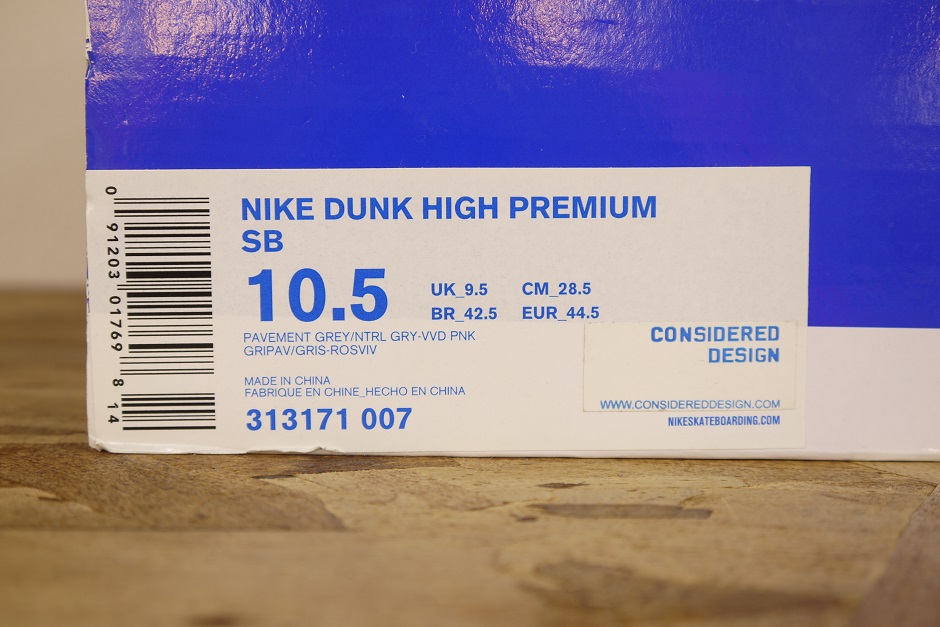 NIKE DUNK HIGH PREMIUM
SB
10.5
UK_9.5 CM_28.5
BR_42.5 EUR_44.5
PAVEMENT GREY/NTRL GRY-VVD PNK
GRIPAV/GRIS-ROSVIV
MADE IN CHINA
FABRIQUE EN CHINE_HECHO EN CHINA
313171 007
CONSIDERED
DESIGN
WWW.CONSIDEREDDESIGN.COM
NIKESKATEBOARDING.COM
0 91203 01769 8 14